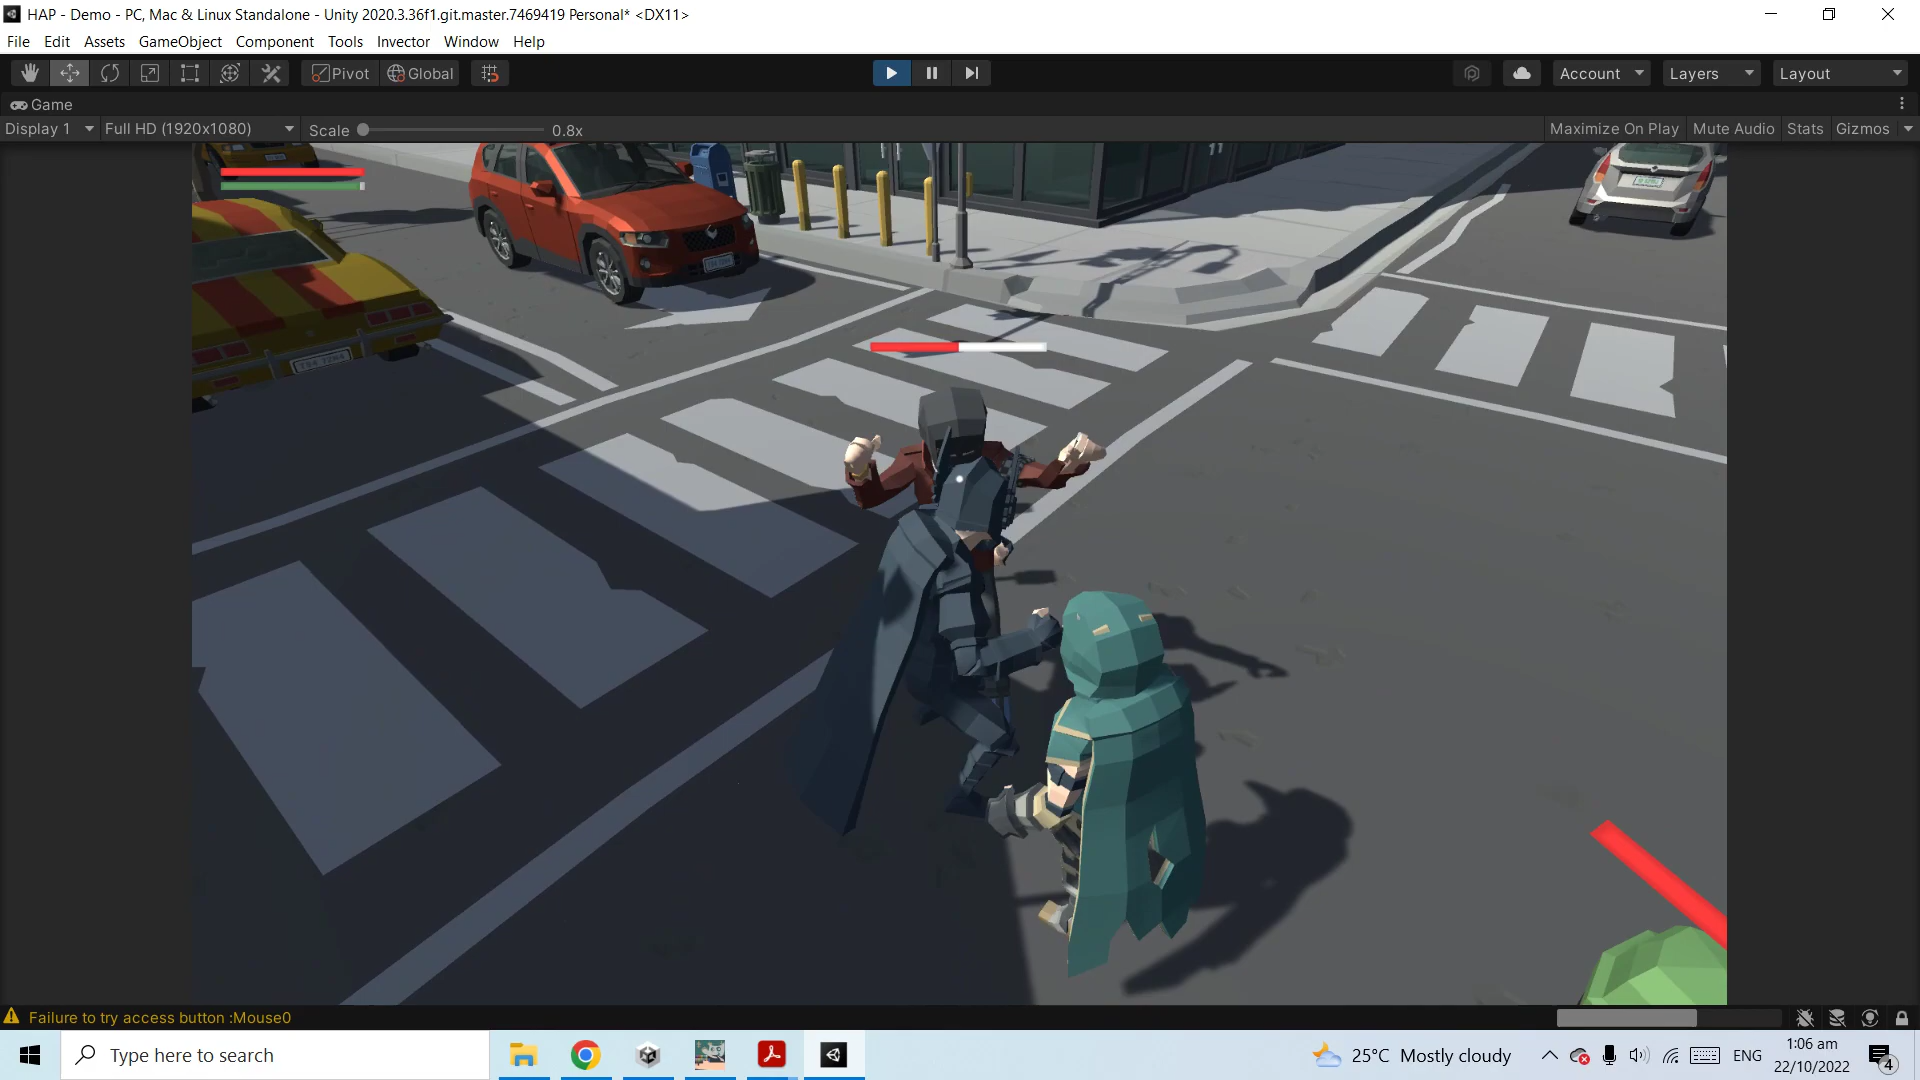 HAP - Demo - PC, Mac & Linux Standalone - Unity 2020.3.36f1.git.master.7469419 Personal* <DX11>
File Edit Assets GameObject Component Tools Invector Window Help
Pivot Global Account Layers Layout
Game
Display 1 Full HD (1920x1080) Scale 0.8x Maximize On Play Mute Audio Stats Gizmos
11
Failure to try access button :Mouse0
Type here to search 25°C Mostly cloudy ENG 1:06 am
22/10/2022 4